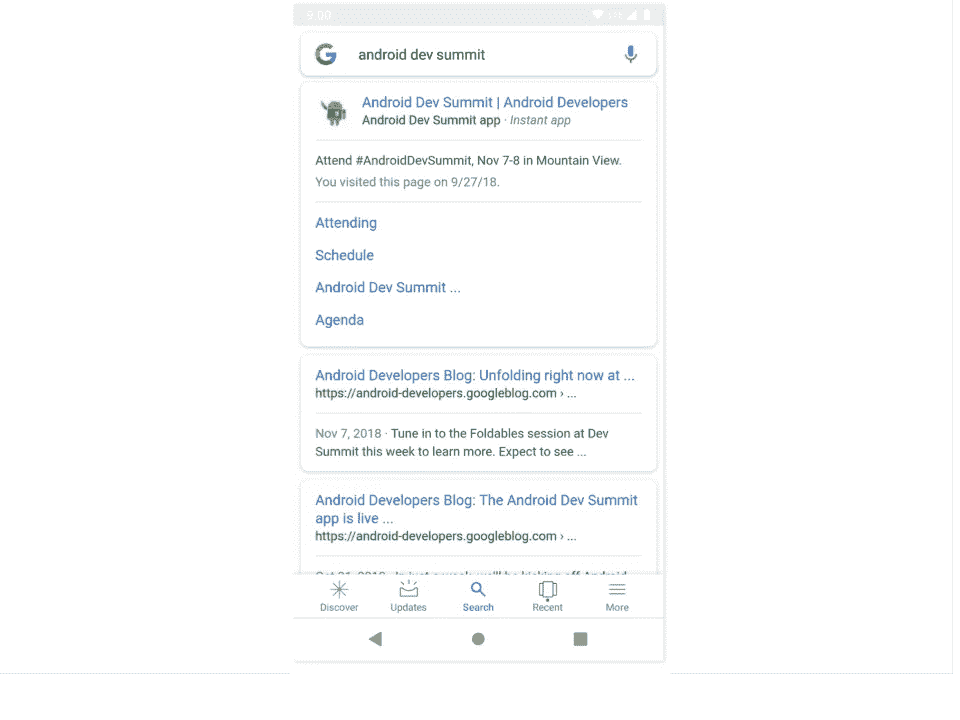 9:00
android dev summit
Android Dev Summit | Android Developers
Android Dev Summit app · Instant app
Attend #AndroidDevSummit, Nov 7-8 in Mountain View.
You visited this page on 9/27/18.
Attending
Schedule
Android Dev Summit ...
Agenda
Android Developers Blog: Unfolding right now at ...
https://android-developers.googleblog.com › ...
Nov 7, 2018 · Tune in to the Foldables session at Dev
Summit this week to learn more. Expect to see ...
Android Developers Blog: The Android Dev Summit
app is live ...
https://android-developers.googleblog.com › ...
Discover
Updates
Search
Recent
More